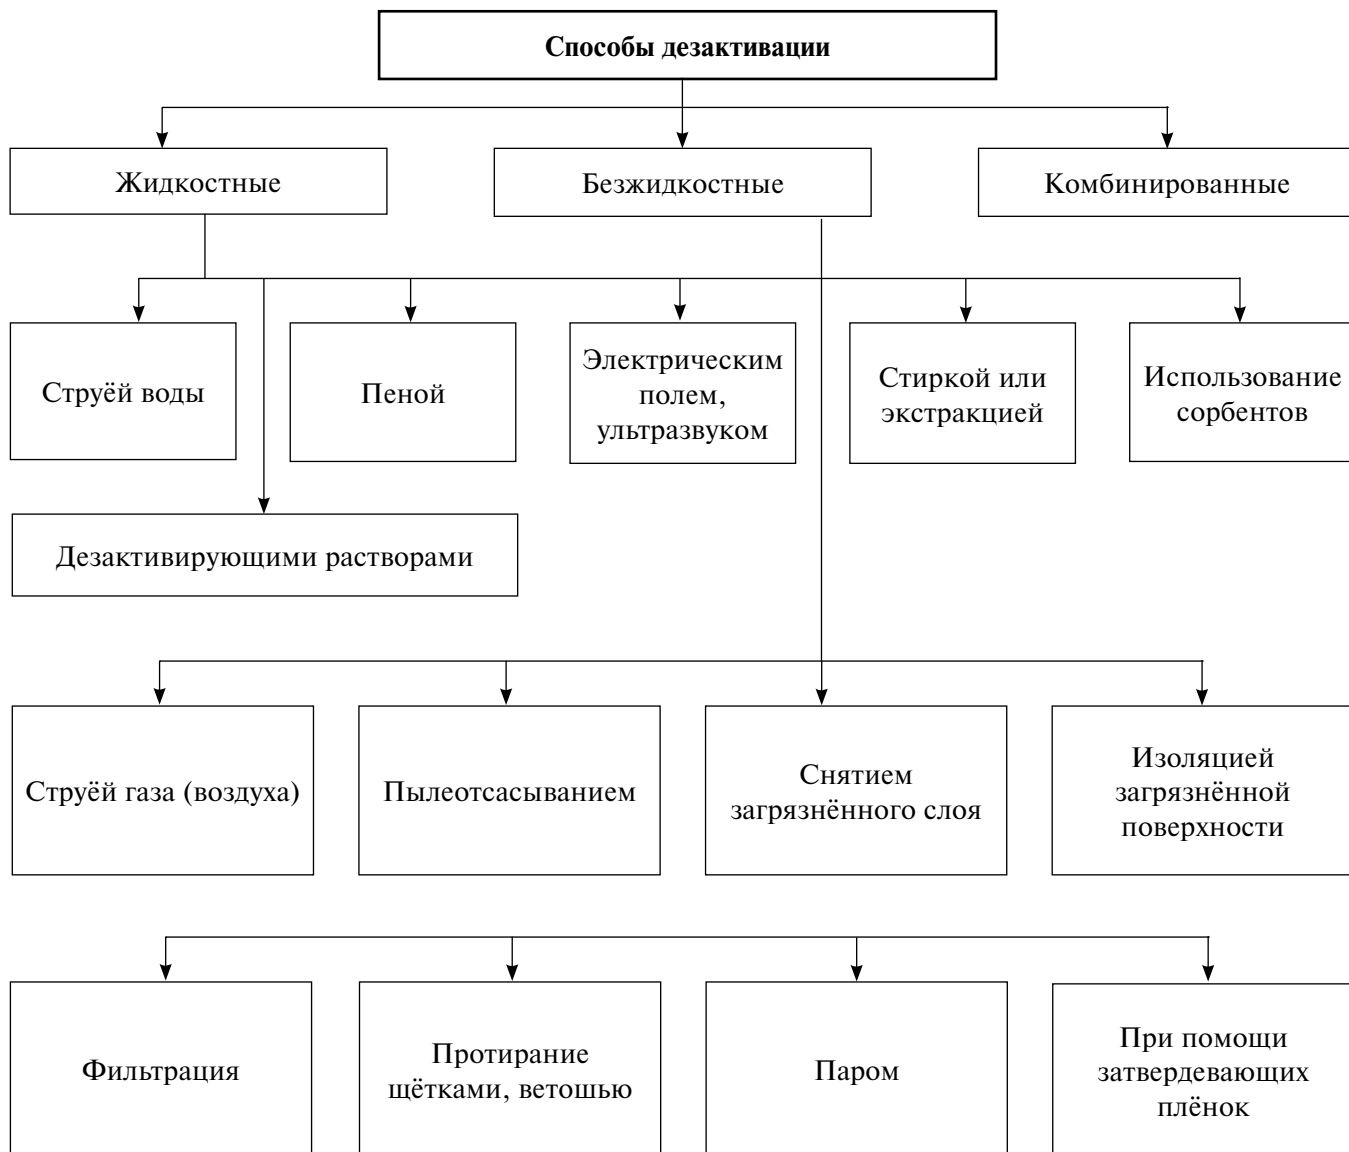 Способы дезактивации
Жидкостные
Безжидкостные
Комбинированные
Струёй воды
Пеной
Электрическим
полем,
ультразвуком
Стиркой или
экстракцией
Использование
сорбентов
Дезактивирующими растворами
Струёй газа (воздуха)
Пылеотсасыванием
Снятием
загрязнённого слоя
Изоляцией
загрязнённой
поверхности
Фильтрация
Протирание
щётками, ветошью
Паром
При помощи
затвердевающих
плёнок